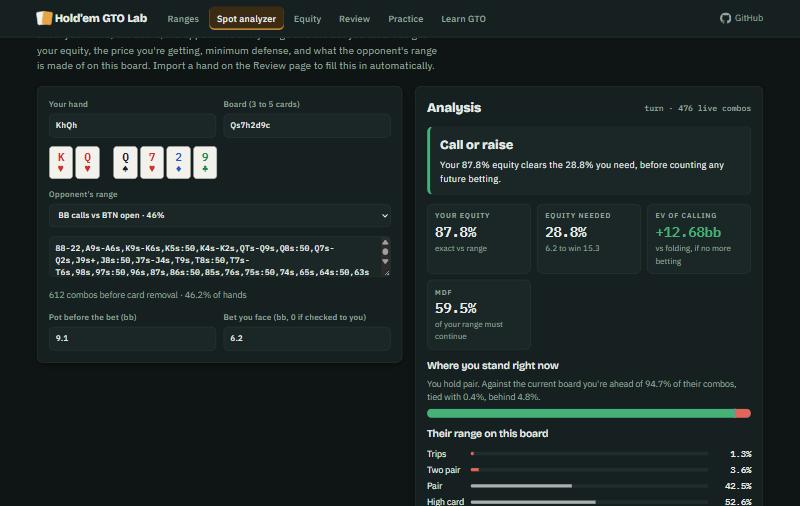 Hold'em GTO Lab
Ranges
Spot analyzer
Equity
Review
Practice
Learn GTO
GitHub
your equity, the price you're getting, minimum defense, and what the opponent's range
is made of on this board. Import a hand on the Review page to fill this in automatically.
Your hand
Board (3 to 5 cards)
KhQh
Qs7h2d9c
K♥ Q♥ Q♠ 7♥ 2♦ 9♣
Opponent's range
BB calls vs BTN open · 46%
88-22,A9s-A6s,K9s-K6s,K5s:50,K4s-K2s,QTs-Q9s,Q8s:50,Q7s-
Q2s,J9s+,J8s:50,J7s-J4s,T9s,T8s:50,T7s-
T6s,98s,97s:50,96s,87s,86s:50,85s,76s,75s:50,74s,65s,64s:50,63s
612 combos before card removal · 46.2% of hands
Pot before the bet (bb)
Bet you face (bb, 0 if checked to you)
9.1
6.2
Analysis
turn · 476 live combos
Call or raise
Your 87.8% equity clears the 28.8% you need, before counting any
future betting.
YOUR EQUITY
87.8%
exact vs range
EQUITY NEEDED
28.8%
6.2 to win 15.3
EV OF CALLING
+12.68bb
vs folding, if no more
betting
MDF
59.5%
of your range must
continue
Where you stand right now
You hold pair. Against the current board you're ahead of 94.7% of their combos,
tied with 0.4%, behind 4.8%.
Their range on this board
Trips 1.3%
Two pair 3.6%
Pair 42.5%
High card 52.6%